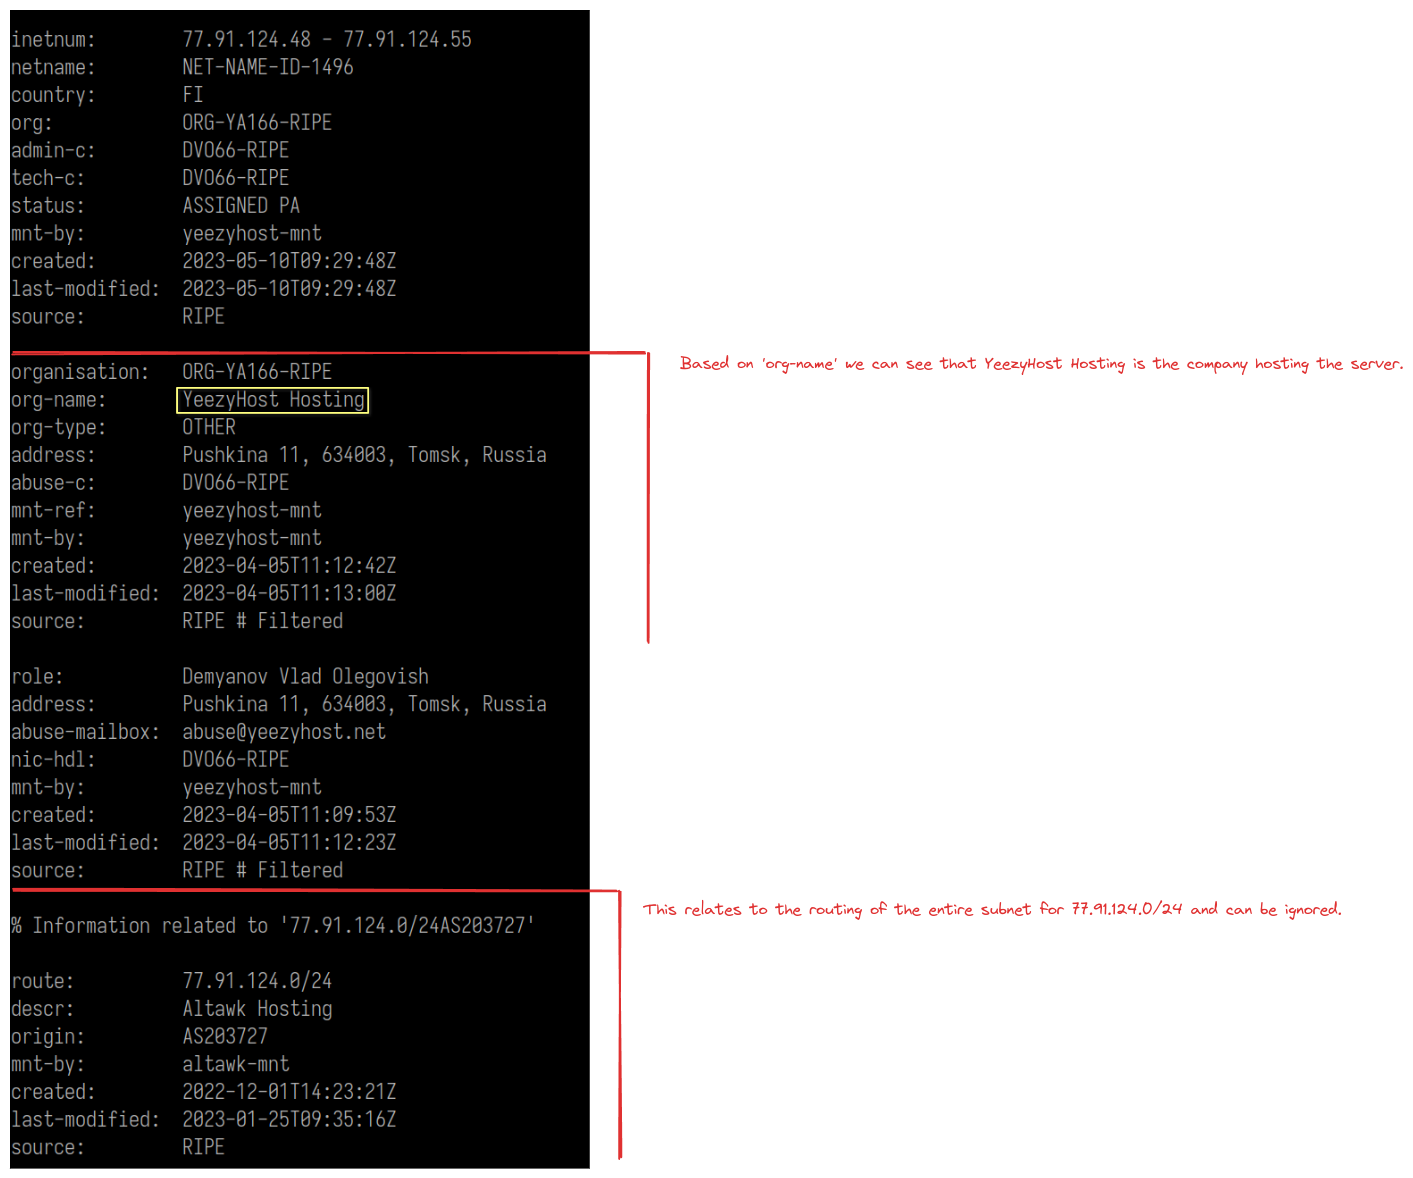 inetnum: 77.91.124.48 - 77.91.124.55
netname: NET-NAME-ID-1496
country: FI
org: ORG-YA166-RIPE
admin-c: DVO66-RIPE
tech-c: DVO66-RIPE
status: ASSIGNED PA
mnt-by: yeezyhost-mnt
created: 2023-05-10T09:29:48Z
last-modified: 2023-05-10T09:29:48Z
source: RIPE
Based on 'org-name' we can see that YeezyHost Hosting is the company hosting the server.
organisation: ORG-YA166-RIPE
org-name: YeezyHost Hosting
org-type: OTHER
address: Pushkina 11, 634003, Tomsk, Russia
abuse-c: DVO66-RIPE
mnt-ref: yeezyhost-mnt
mnt-by: yeezyhost-mnt
created: 2023-04-05T11:12:42Z
last-modified: 2023-04-05T11:13:00Z
source: RIPE # Filtered
role: Demyanov Vlad Olegovish
address: Pushkina 11, 634003, Tomsk, Russia
abuse-mailbox: abuse@yeezyhost.net
nic-hdl: DVO66-RIPE
mnt-by: yeezyhost-mnt
created: 2023-04-05T11:09:53Z
last-modified: 2023-04-05T11:12:23Z
source: RIPE # Filtered
This relates to the routing of the entire subnet for 77.91.124.0/24 and can be ignored.
% Information related to '77.91.124.0/24AS203727'
route: 77.91.124.0/24
descr: Altawk Hosting
origin: AS203727
mnt-by: altawk-mnt
created: 2022-12-01T14:23:21Z
last-modified: 2023-01-25T09:35:16Z
source: RIPE